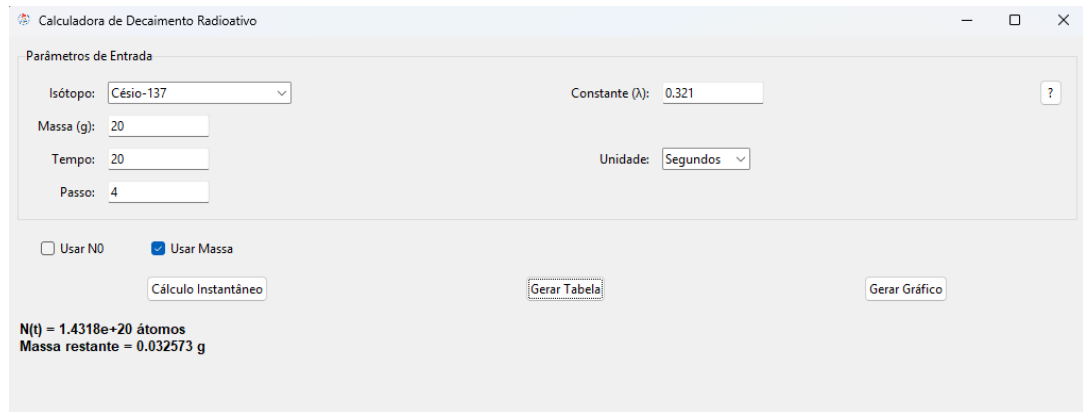 Calculadora de Decaimento Radioativo
Parâmetros de Entrada
Isótopo: Césio-137 Constante (λ): 0.321 ?
Massa (g): 20
Tempo: 20 Unidade: Segundos
Passo: 4
Usar N0 Usar Massa
Cálculo Instantâneo Gerar Tabela Gerar Gráfico
N(t) = 1.4318e+20 átomos
Massa restante = 0.032573 g